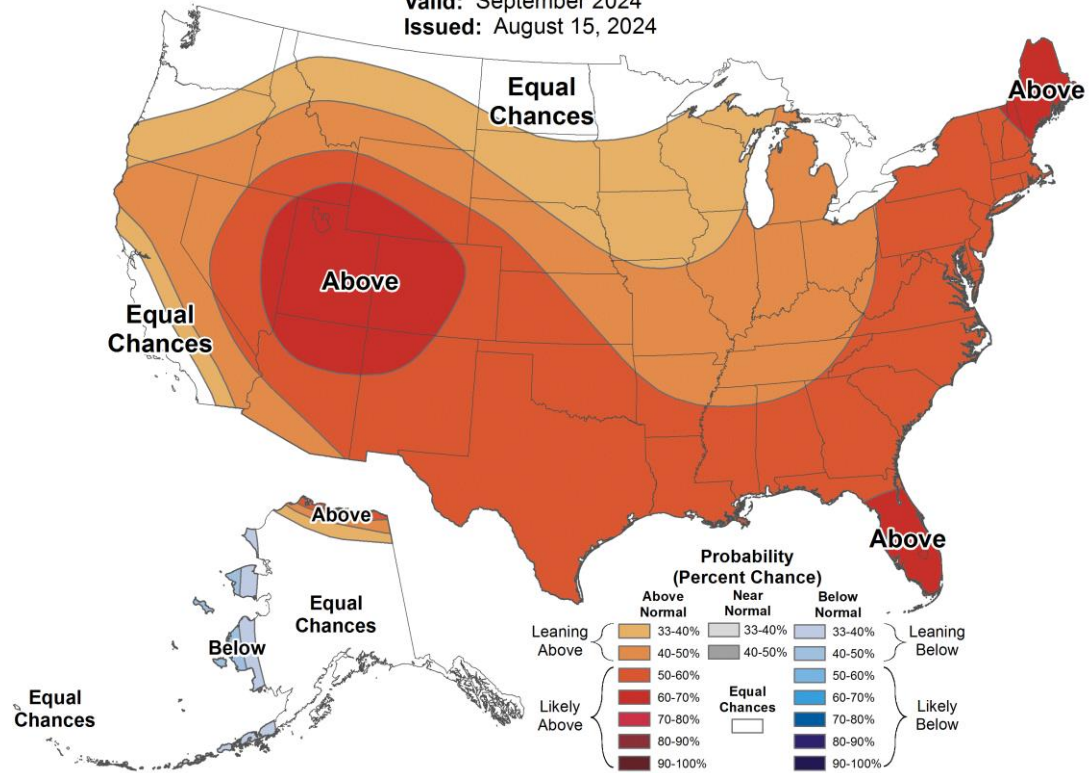 Valid: September 2024
Issued: August 15, 2024
Equal
Chances
Above
Above
Equal
Chances
Above
Above
Equal
Chances
Below
Equal
Chances
Probability
(Percent Chance)
Above
Normal
Near
Normal
Below
Normal
Leaning
Above
33-40%
33-40%
33-40%
Leaning
Below
40-50%
40-50%
40-50%
Likely
Above
50-60%
50-60%
Likely
Below
60-70%
Equal
Chances
60-70%
70-80%
70-80%
80-90%
80-90%
90-100%
90-100%